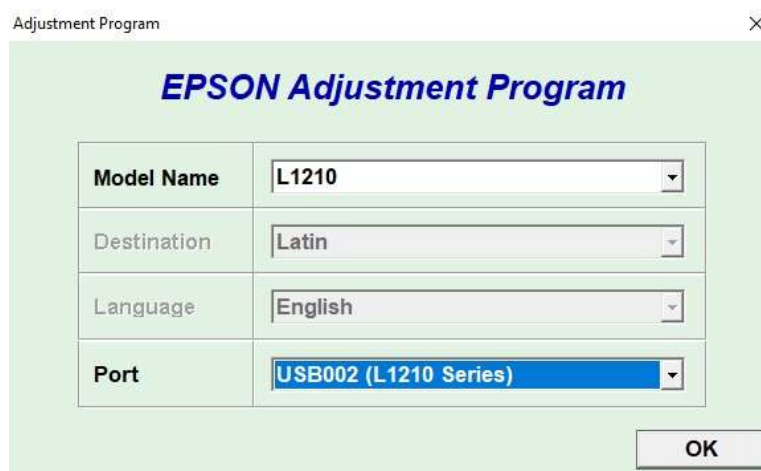 Adjustment Program
EPSON Adjustment Program
Model Name L1210
Destination Latin
Language English
Port USB002 (L1210 Series)
OK